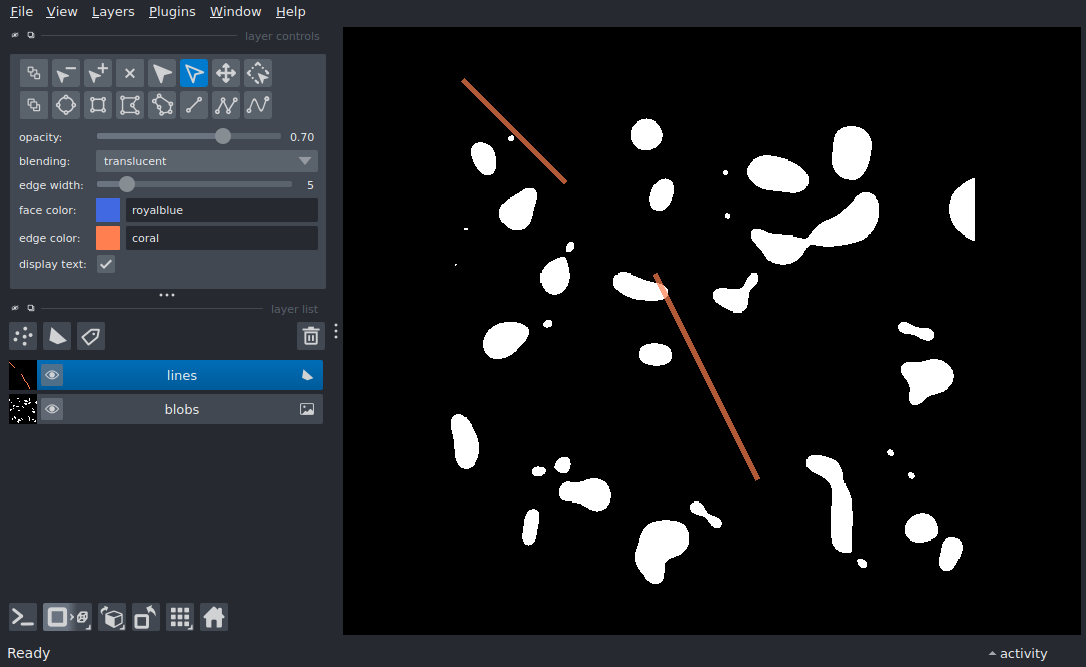 File View Layers Plugins Window Help
layer controls
opacity: 0.70
blending: translucent
edge width: 5
face color: royalblue
edge color: coral
display text:
layer list
lines
blobs
Ready
activity